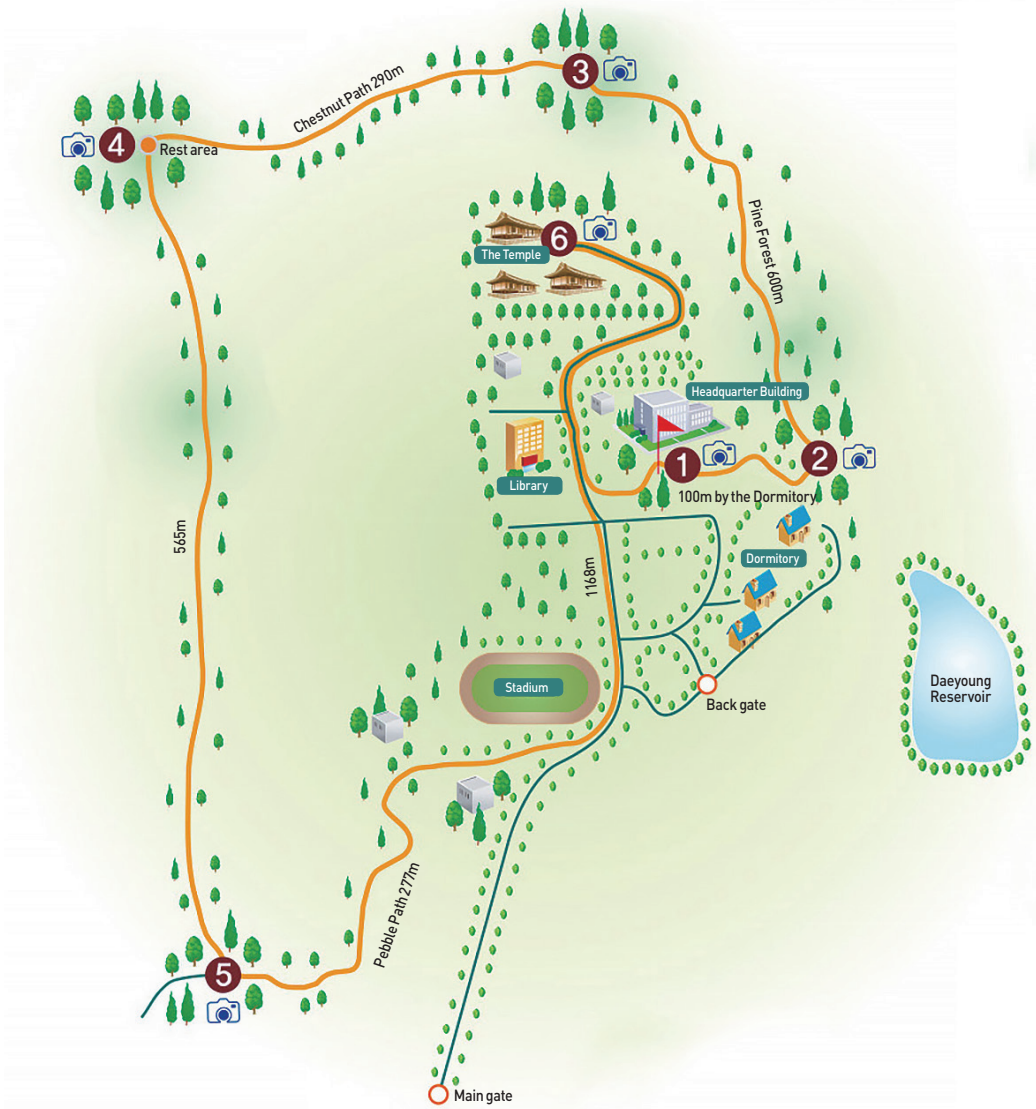 3
Chestnut Path 290m
4
Rest area
Pine Forest 600m
6
The Temple
Headquarter Building
1
2
Library
100m by the Dormitory
565m
1168m
Dormitory
Stadium
Back gate
Daeyoung
Reservoir
Pebble Path 277m
5
Main gate